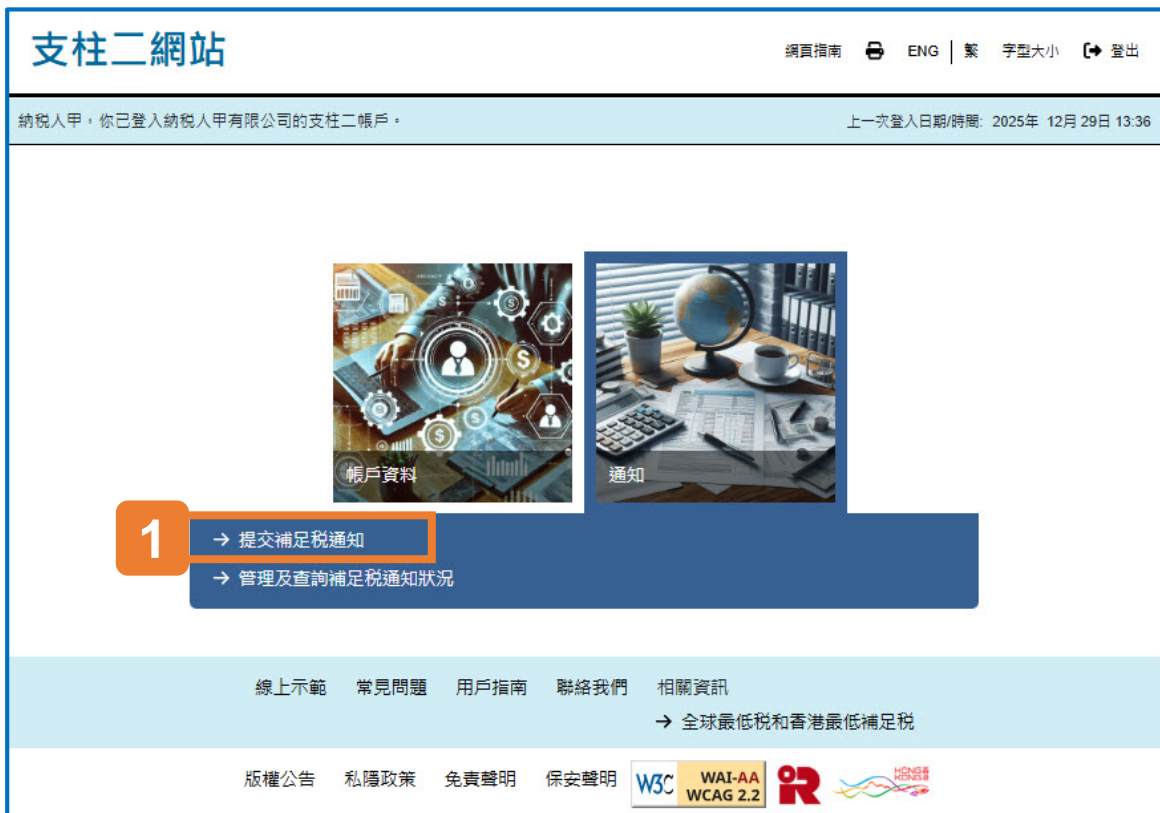 支柱二網站
網頁指南 ENG | 繁 字型大小 登出
納稅人甲，你已登入納稅人甲有限公司的支柱二帳戶。 上一次登入日期/時間: 2025年 12月 29日 13:36
帳戶資料 通知
1
→ 提交補足稅通知
→ 管理及查詢補足稅通知狀況
線上示範 常見問題 用戶指南 聯絡我們 相關資訊
→ 全球最低稅和香港最低補足稅
版權公告 私隱政策 免責聲明 保安聲明 W3C WAI-AA WCAG 2.2